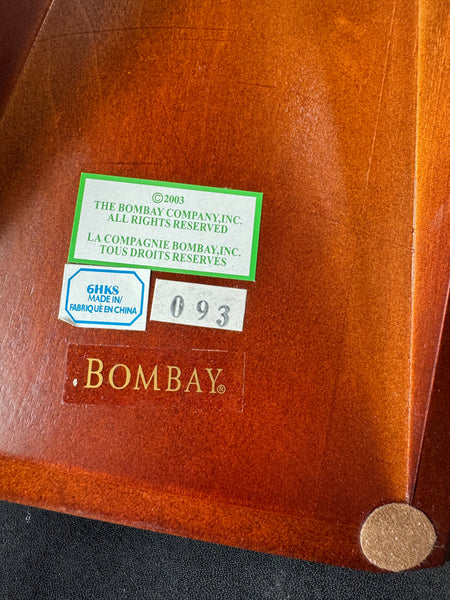 ©2003
THE BOMBAY COMPANY,INC.
ALL RIGHTS RESERVED
LA COMPAGNIE BOMBAY,INC.
TOUS DROITS RESERVES
6HKS
MADE IN/
FABRIQUÉ EN CHINA
093
BOMBAY®